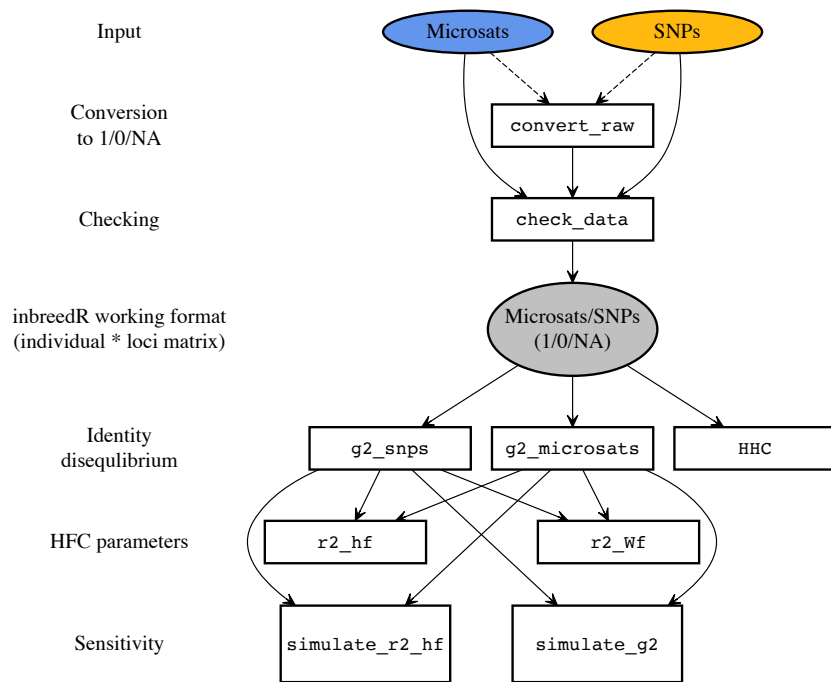 Input
Microsats
SNPs
Conversion
to 1/0/NA
convert_raw
Checking
check_data
inbreedR working format
(individual * loci matrix)
Microsats/SNPs
(1/0/NA)
Identity
disequlibrium
g2_snps
g2_microsats
HHC
HFC parameters
r2_hf
r2_Wf
Sensitivity
simulate_r2_hf
simulate_g2